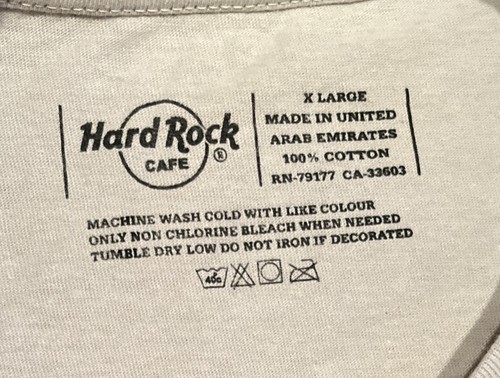 Hard Rock
CAFE
®
X LARGE
MADE IN UNITED
ARAB EMIRATES
100% COTTON
RN-79177 CA-33603
MACHINE WASH COLD WITH LIKE COLOUR
ONLY NON CHLORINE BLEACH WHEN NEEDED
TUMBLE DRY LOW DO NOT IRON IF DECORATED